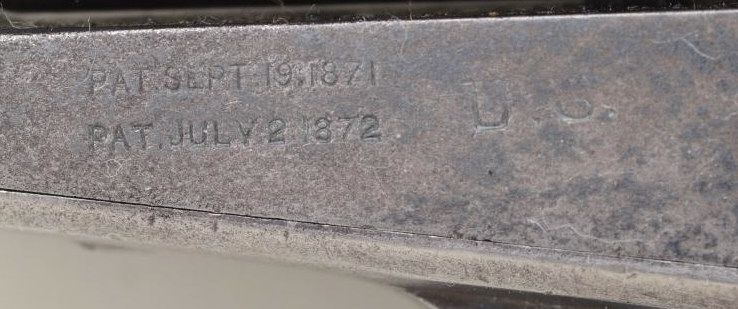 PAT. SEPT. 19. 1871 U.S.
PAT. JULY. 2 1872